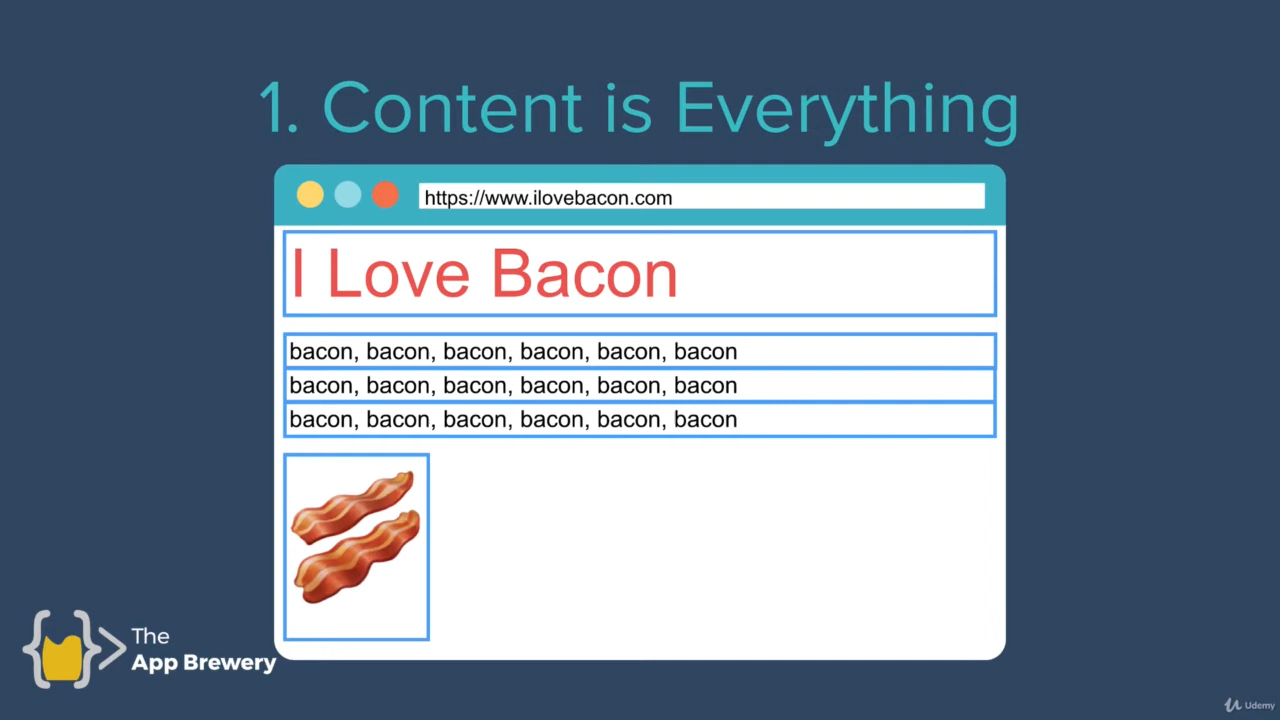 1. Content is Everything
https://www.ilovebacon.com
I Love Bacon
bacon, bacon, bacon, bacon, bacon, bacon
bacon, bacon, bacon, bacon, bacon, bacon
bacon, bacon, bacon, bacon, bacon, bacon
The
App Brewery
Udemy